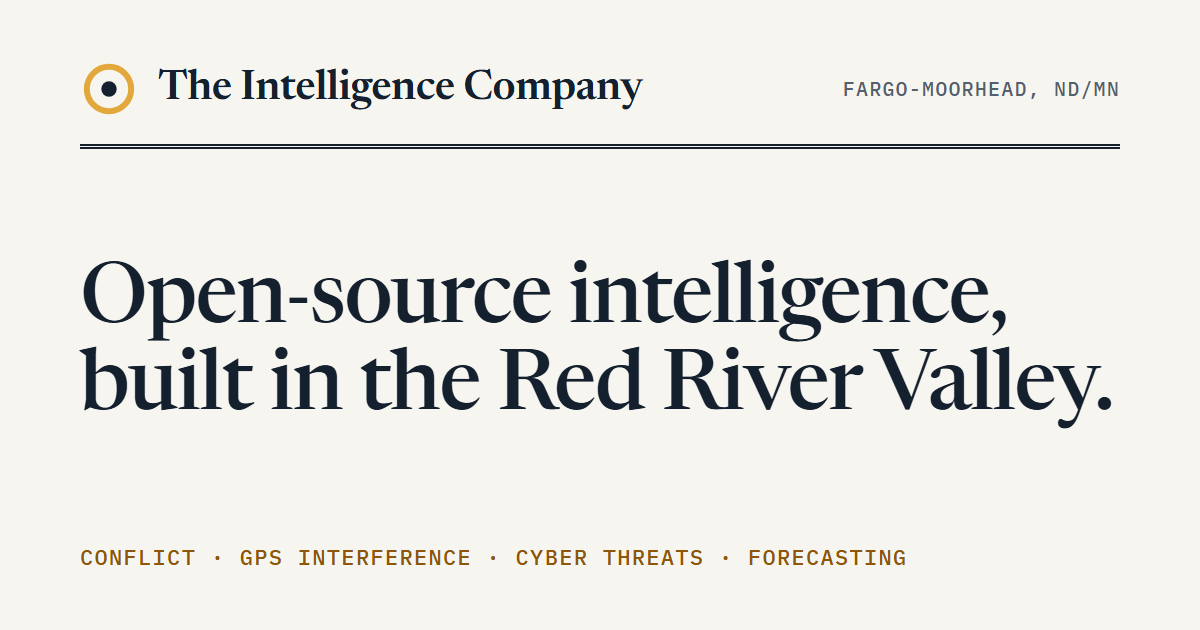 The Intelligence Company
FARGO-MOORHEAD, ND/MN
Open-source intelligence,
built in the Red River Valley.
CONFLICT · GPS INTERFERENCE · CYBER THREATS · FORECASTING